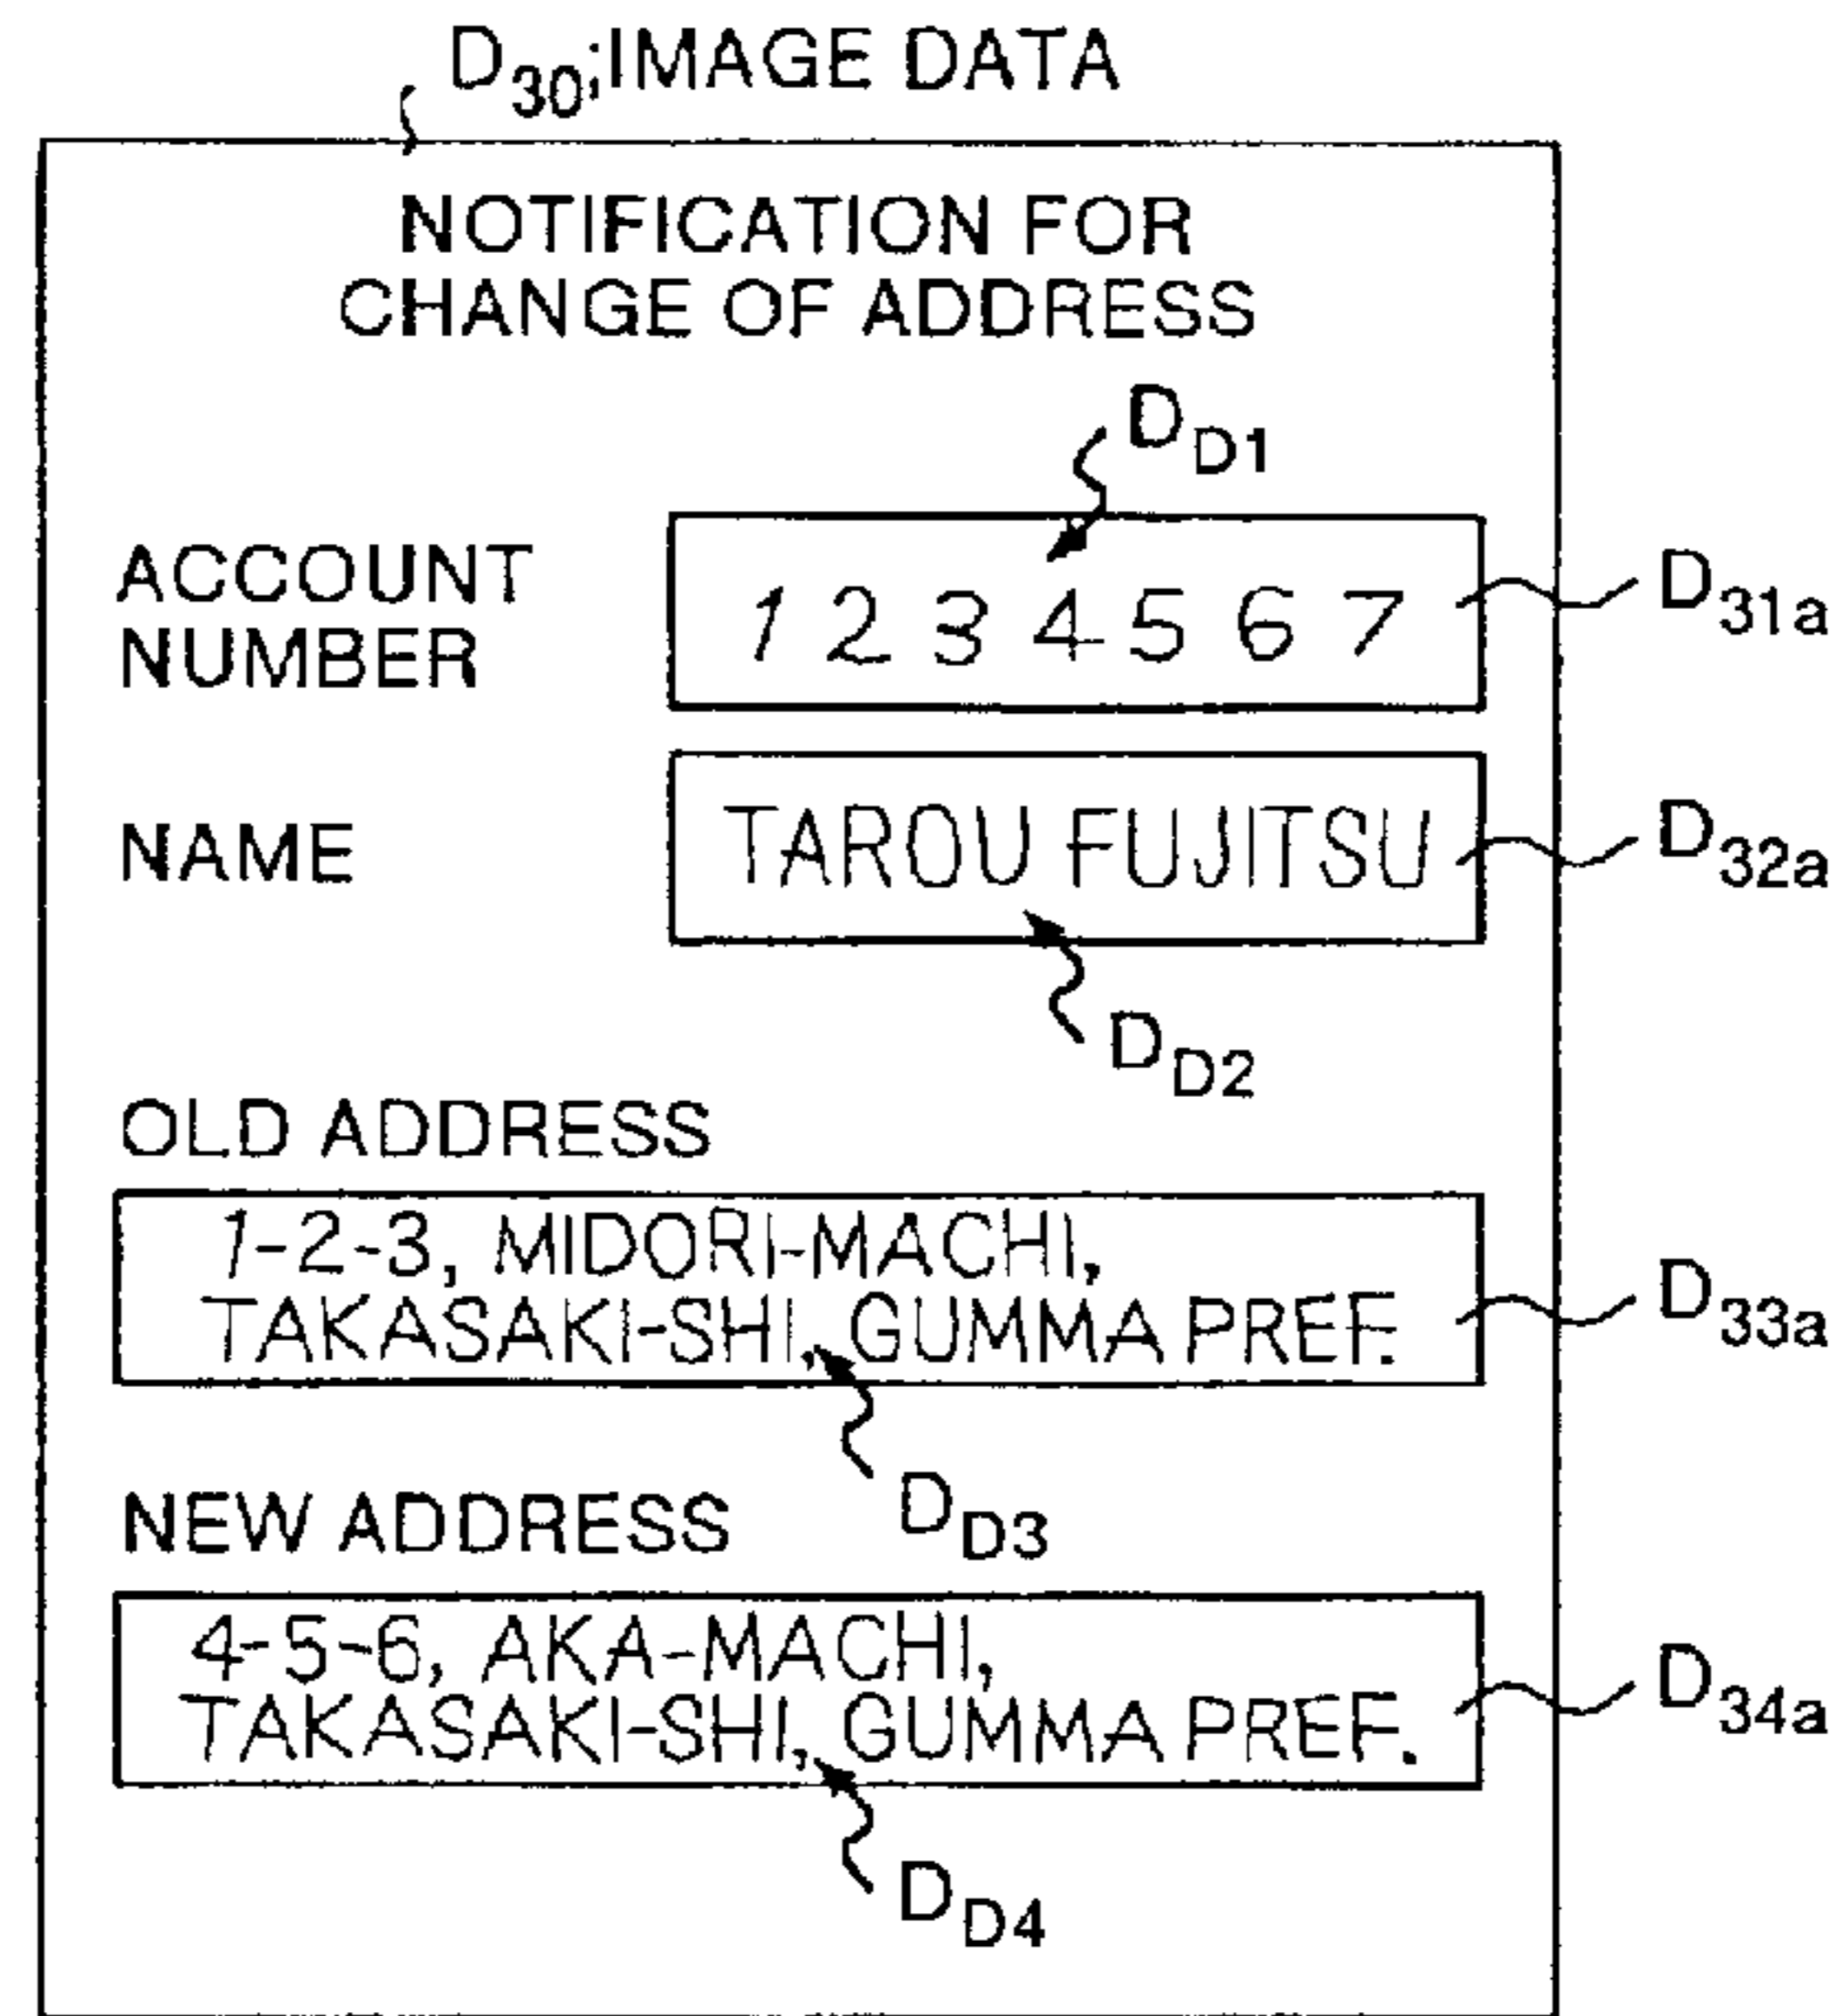 D30;IMAGE DATA
NOTIFICATION FOR
CHANGE OF ADDRESS
DD1
ACCOUNT
NUMBER
1 2 3 4 5 6 7
D31a
NAME
TAROU FUJITSU
D32a
DD2
OLD ADDRESS
1-2-3, MIDORI-MACHI,
TAKASAKI-SHI, GUMMA PREF.
D33a
DD3
NEW ADDRESS
4-5-6, AKA-MACHI,
TAKASAKI-SHI, GUMMA PREF.
D34a
DD4